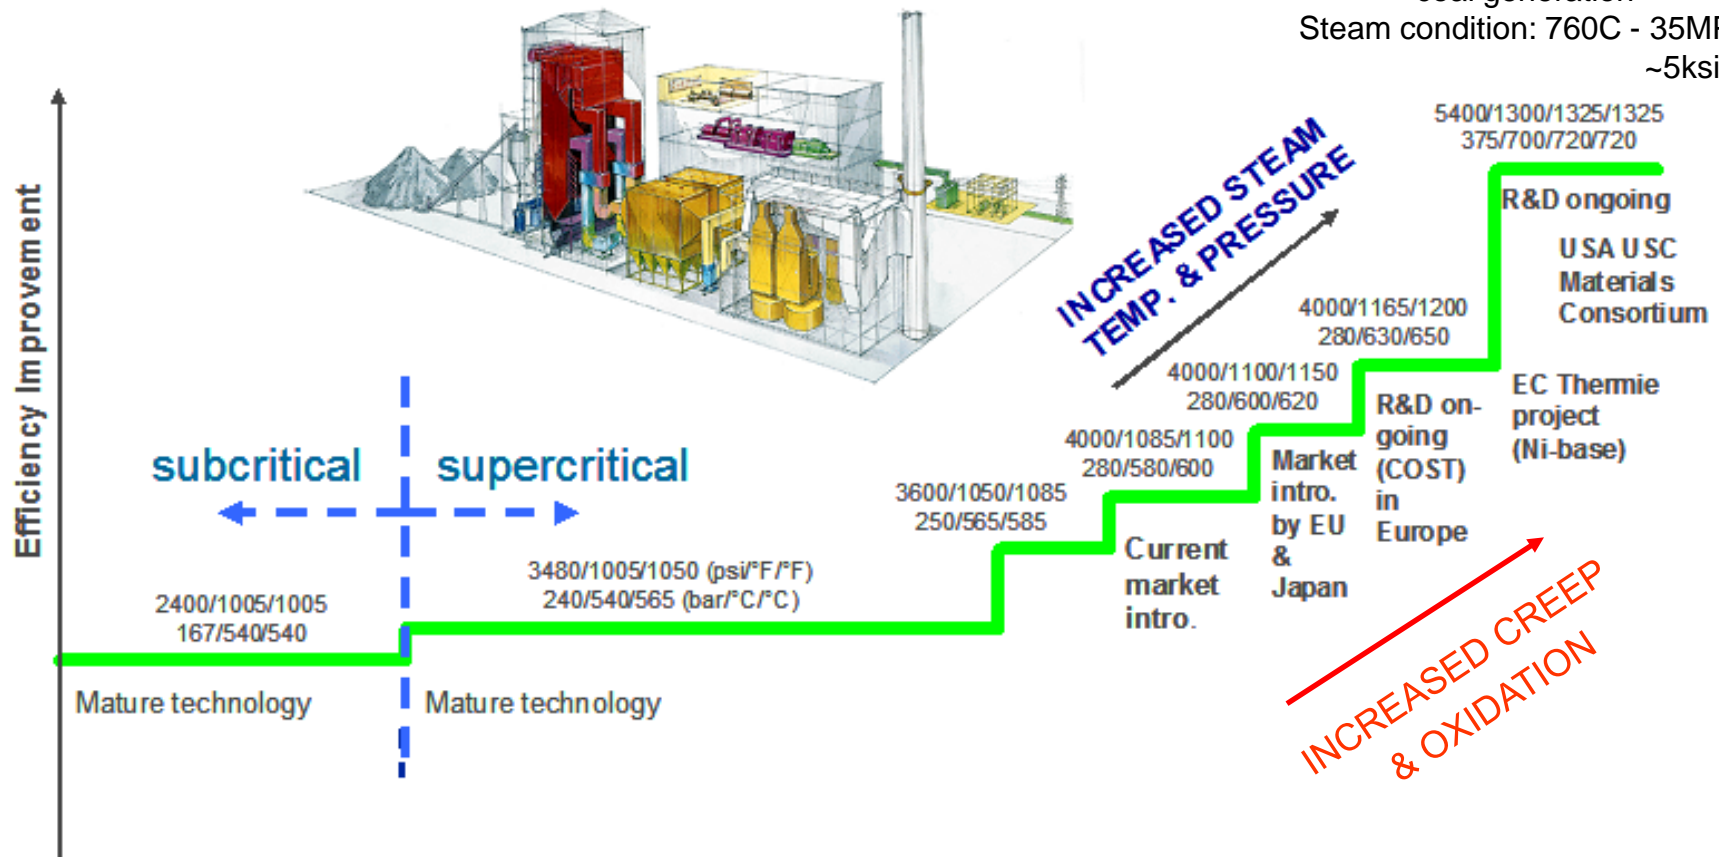 coal generation
Steam condition: 760C - 35MP
~5ksi
5400/1300/1325/1325
375/700/720/720
INCREASED STEAM
TEMP. & PRESSURE
R&D ongoing
USA USC
Materials
Consortium
4000/1165/1200
280/630/650
4000/1100/1150
280/600/620
EC Thermie
project
(Ni-base)
R&D on-
going
(COST)
in
Europe
4000/1085/1100
280/580/600
Market
intro.
by EU
&
Japan
3600/1050/1085
250/565/585
Current
market
intro.
Efficiency Improvement
subcritical
supercritical
3480/1005/1050 (psi/°F/°F)
240/540/565 (bar/°C/°C)
2400/1005/1005
167/540/540
Mature technology
Mature technology
INCREASED CREEP
& OXIDATION